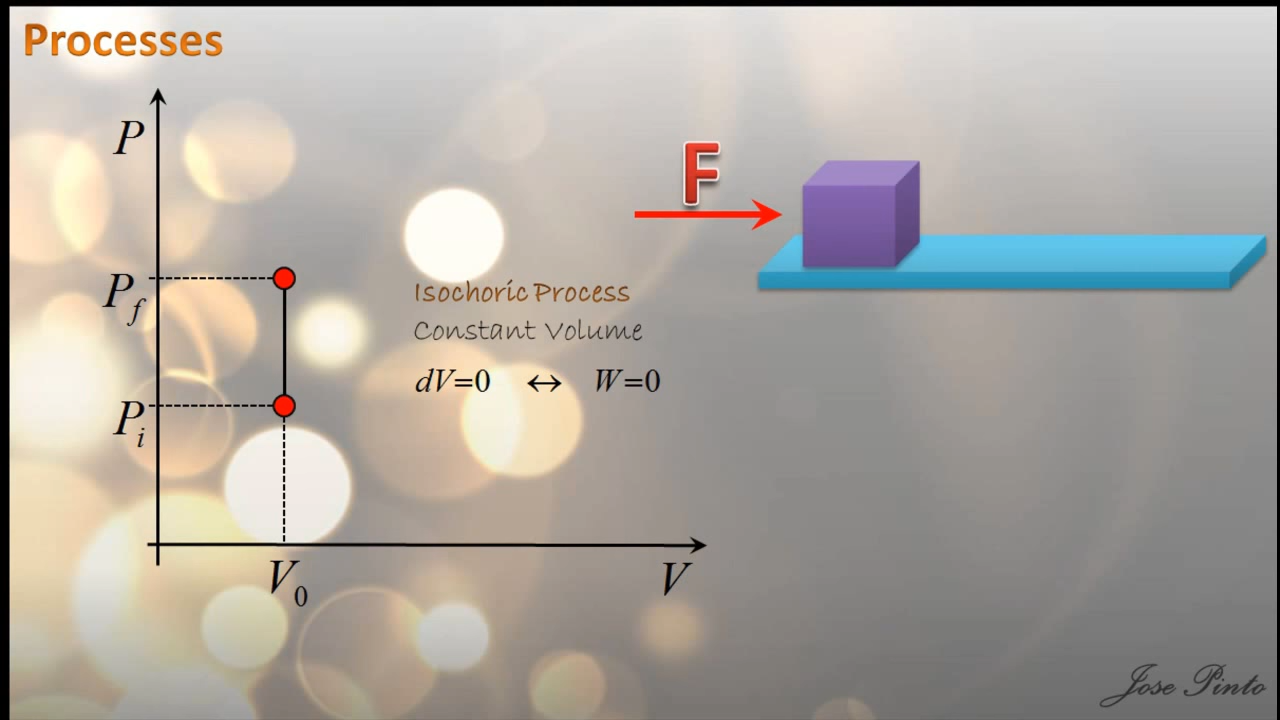 Processes
P
F
P_f
Isochoric Process
Constant Volume
dV=0 ↔ W=0
P_i
V_0
V
Jose Pinto